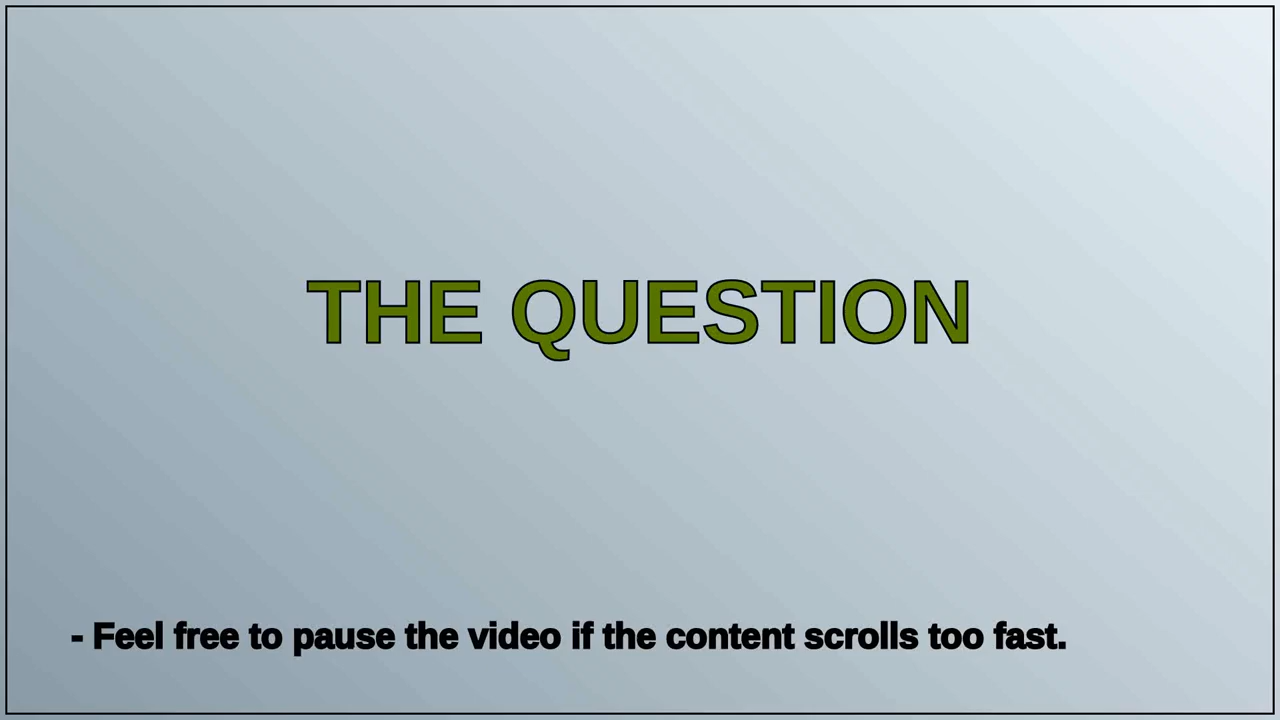 THE QUESTION
- Feel free to pause the video if the content scrolls too fast.